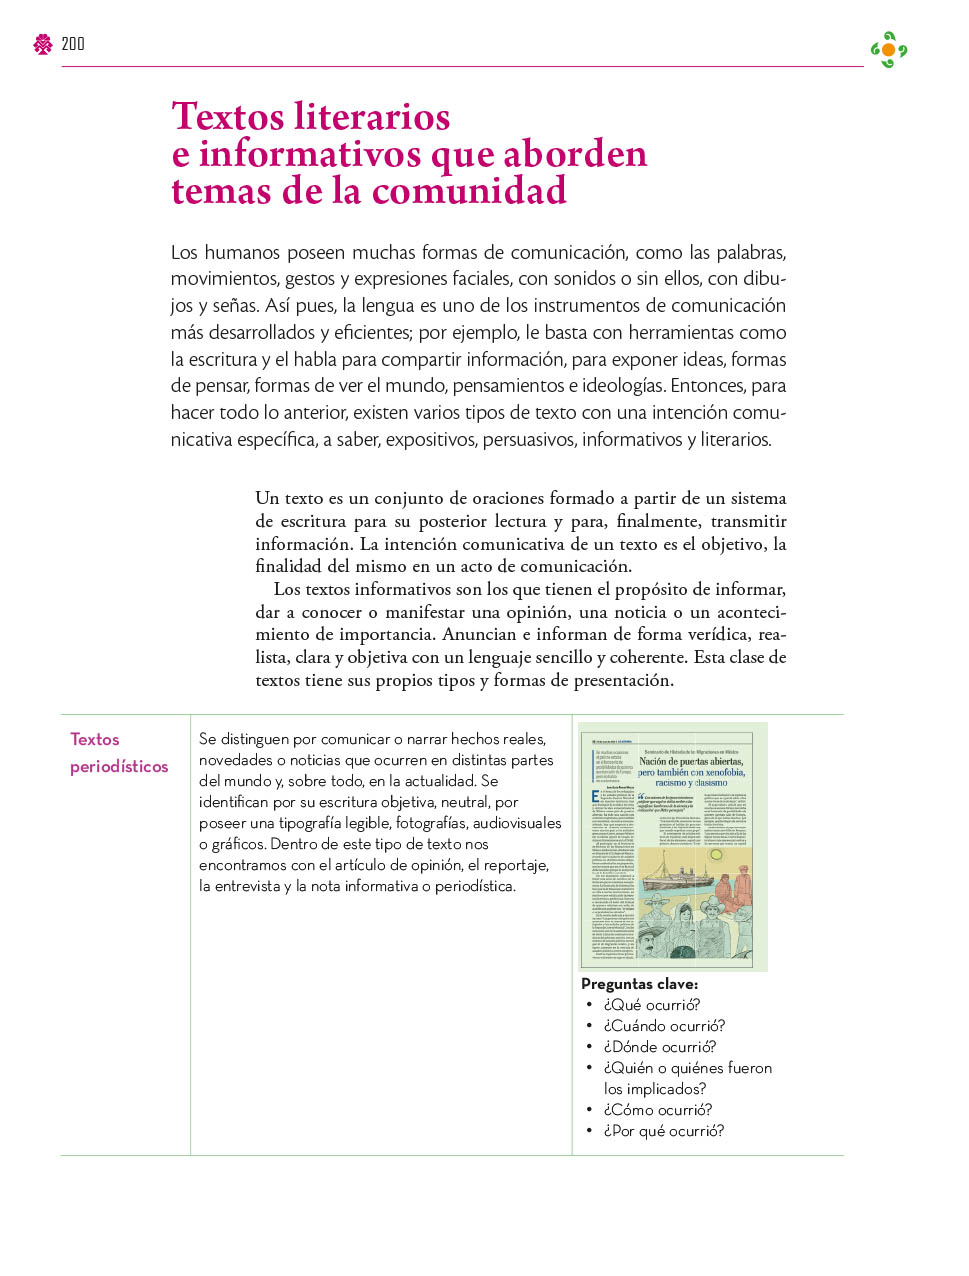 200
Textos literarios
e informativos que aborden
temas de la comunidad
Los humanos poseen muchas formas de comunicación, como las palabras,
movimientos, gestos y expresiones faciales, con sonidos o sin ellos, con dibu-
jos y señas. Así pues, la lengua es uno de los instrumentos de comunicación
más desarrollados y eficientes; por ejemplo, le basta con herramientas como
la escritura y el habla para compartir información, para exponer ideas, formas
de pensar, formas de ver el mundo, pensamientos e ideologías. Entonces, para
hacer todo lo anterior, existen varios tipos de texto con una intención comu-
nicativa específica, a saber, expositivos, persuasivos, informativos y literarios.
Un texto es un conjunto de oraciones formado a partir de un sistema
de escritura para su posterior lectura y para, finalmente, transmitir
información. La intención comunicativa de un texto es el objetivo, la
finalidad del mismo en un acto de comunicación.
Los textos informativos son los que tienen el propósito de informar,
dar a conocer o manifestar una opinión, una noticia o un aconteci-
miento de importancia. Anuncian e informan de forma verídica, rea-
lista, clara y objetiva con un lenguaje sencillo y coherente. Esta clase de
textos tiene sus propios tipos y formas de presentación.
Textos
periodísticos
Se distinguen por comunicar o narrar hechos reales,
novedades o noticias que ocurren en distintas partes
del mundo y, sobre todo, en la actualidad. Se
identifican por su escritura objetiva, neutral, por
poseer una tipografía legible, fotografías, audiovisuales
o gráficos. Dentro de este tipo de texto nos
encontramos con el artículo de opinión, el reportaje,
la entrevista y la nota informativa o periodística.
Seminario de Historia de las Migraciones en México
Nación de puertas abiertas,
pero también con xenofobia,
racismo y clasismo
Preguntas clave:
• ¿Qué ocurrió?
• ¿Cuándo ocurrió?
• ¿Dónde ocurrió?
• ¿Quién o quiénes fueron
los implicados?
• ¿Cómo ocurrió?
• ¿Por qué ocurrió?